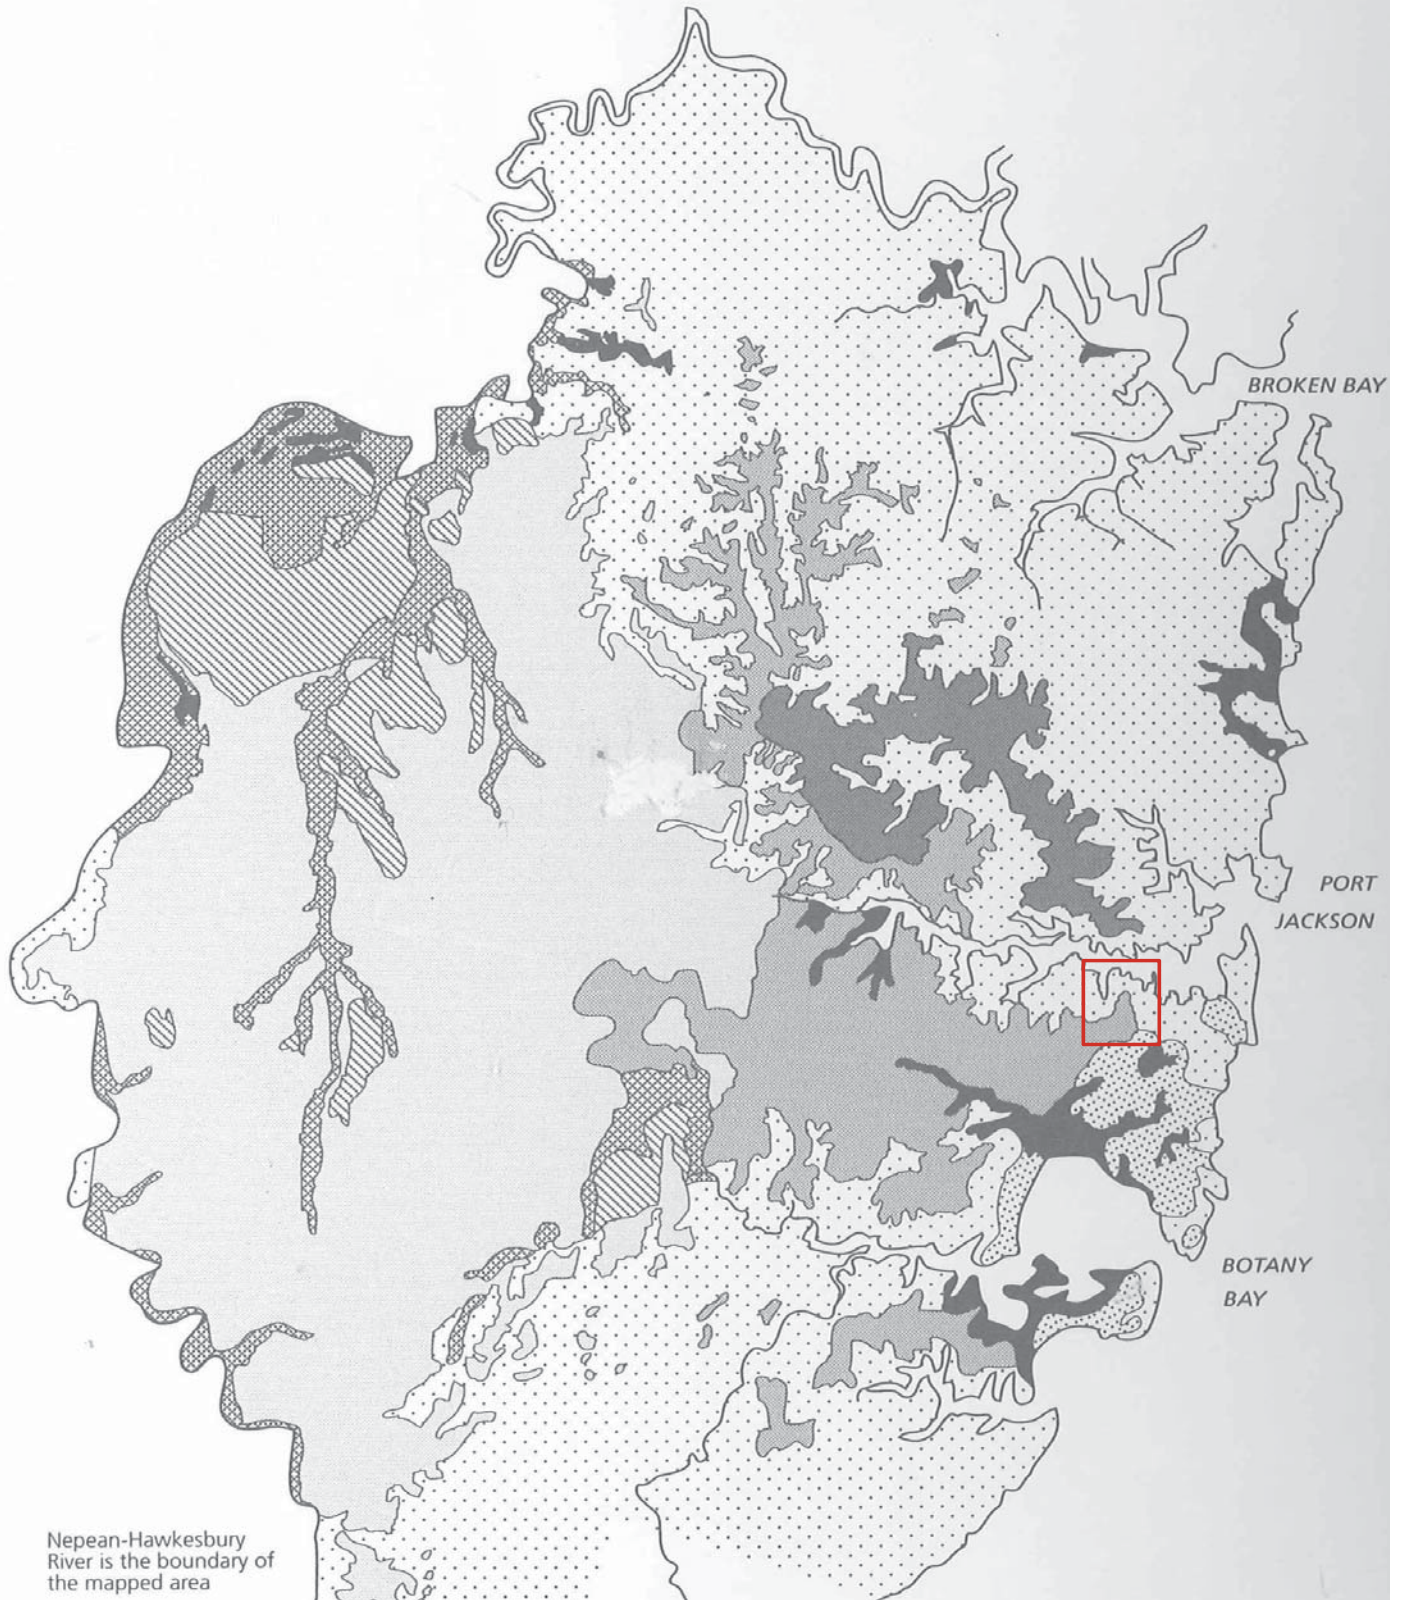 BROKEN BAY
PORT
JACKSON
BOTANY
BAY
Nepean-Hawkesbury
River is the boundary of
the mapped area